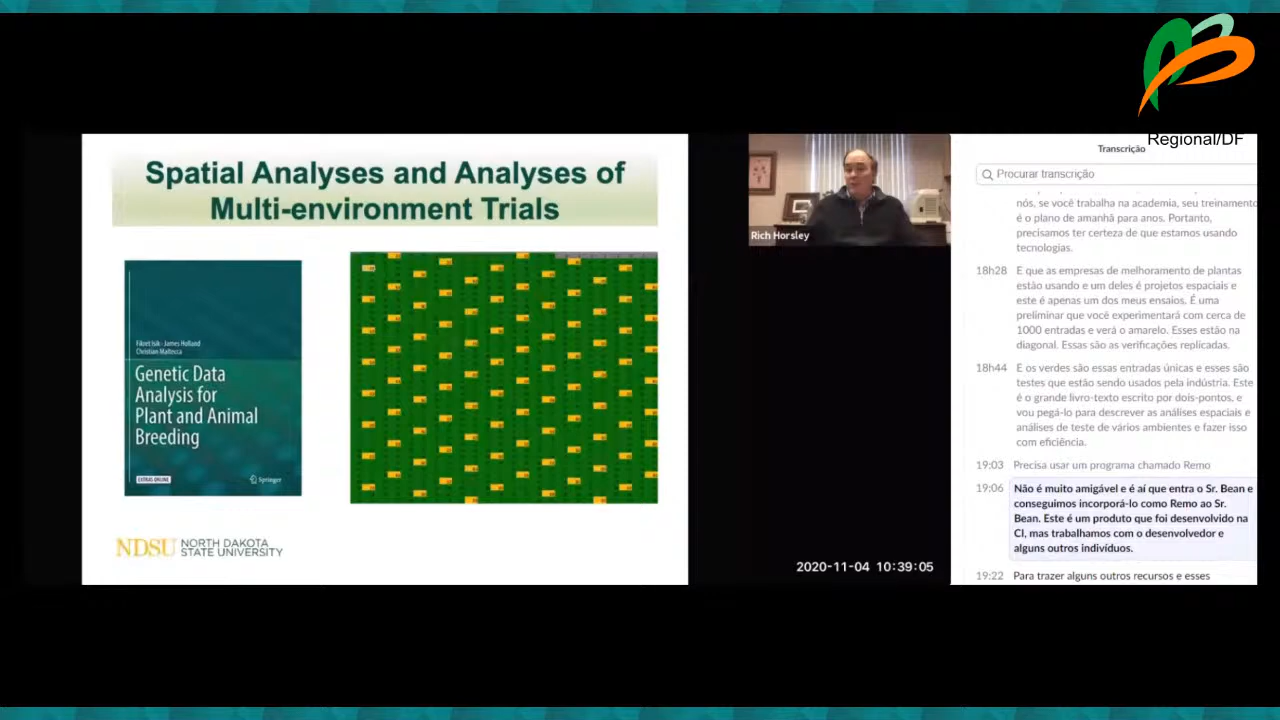 Regional/DF
Spatial Analyses and Analyses of
Multi-environment Trials
Fikret Isik · James Holland
Christian Maltecca
Genetic Data
Analysis for
Plant and Animal
Breeding
EXTRAS ONLINE
Springer
NDSU NORTH DAKOTA
STATE UNIVERSITY
Rich Horsley
2020-11-04 10:39:05
Transcrição
Procurar transcrição
nós, se você trabalha na academia, seu treinamento
é o plano de amanhã para anos. Portanto,
precisamos ter certeza de que estamos usando
tecnologias.
18h28 E que as empresas de melhoramento de plantas
estão usando e um deles é projetos espaciais e
este é apenas um dos meus ensaios. É uma
preliminar que você experimentará com cerca de
1000 entradas e verá o amarelo. Esses estão na
diagonal. Essas são as verificações replicadas.
18h44 E os verdes são essas entradas únicas e esses são
testes que estão sendo usados pela indústria. Este
é o grande livro-texto escrito por dois-pontos, e
vou pegá-lo para descrever as análises espaciais e
análises de teste de vários ambientes e fazer isso
com eficiência.
19:03 Precisa usar um programa chamado Remo
19:06 Não é muito amigável e é aí que entra o Sr. Bean e
conseguimos incorporá-lo como Remo ao Sr.
Bean. Este é um produto que foi desenvolvido na
CI, mas trabalhamos com o desenvolvedor e
alguns outros indivíduos.
19:22 Para trazer alguns outros recursos e esses